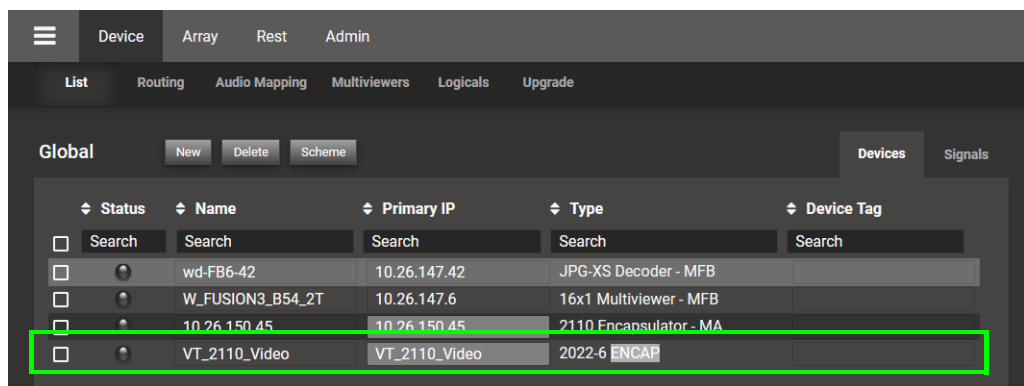 Device Array Rest Admin
List Routing Audio Mapping Multiviewers Logicals Upgrade
Global New Delete Scheme Devices Signals
Status Name Primary IP Type Device Tag
Search Search Search Search Search
wd-FB6-42 10.26.147.42 JPG-XS Decoder - MFB
W_FUSION3_B54_2T 10.26.147.6 16x1 Multiviewer - MFB
10.26.150.45 10.26.150.45 2110 Encapsulator - MA
VT_2110_Video VT_2110_Video 2022-6 ENCAP